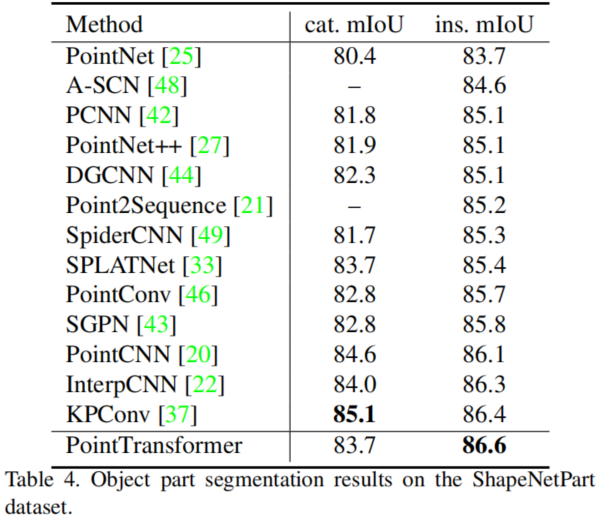 Method cat. mIoU ins. mIoU
PointNet [25] 80.4 83.7
A-SCN [48] – 84.6
PCNN [42] 81.8 85.1
PointNet++ [27] 81.9 85.1
DGCNN [44] 82.3 85.1
Point2Sequence [21] – 85.2
SpiderCNN [49] 81.7 85.3
SPLATNet [33] 83.7 85.4
PointConv [46] 82.8 85.7
SGPN [43] 82.8 85.8
PointCNN [20] 84.6 86.1
InterpCNN [22] 84.0 86.3
KPConv [37] 85.1 86.4
PointTransformer 83.7 86.6
Table 4. Object part segmentation results on the ShapeNetPart
dataset.